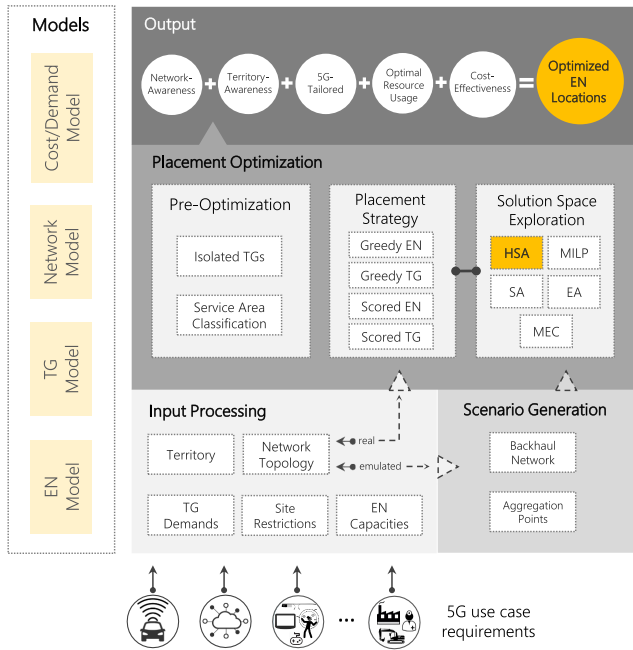 Models
Cost/Demand
Model
Network
Model
TG
Model
EN
Model
Output
Network-
Awareness
+
Territory-
Awareness
+
5G-
Tailored
+
Optimal
Resource
Usage
+
Cost-
Effectiveness
=
Optimized
EN
Locations
Placement Optimization
Pre-Optimization
Isolated TGs
Service Area
Classification
Placement
Strategy
Greedy EN
Greedy TG
Scored EN
Scored TG
Solution Space
Exploration
HSA
MILP
SA
EA
MEC
Input Processing
Territory
Network
Topology
real
emulated
TG
Demands
Site
Restrictions
EN
Capacities
Scenario Generation
Backhaul
Network
Aggregation
Points
...
5G use case
requirements